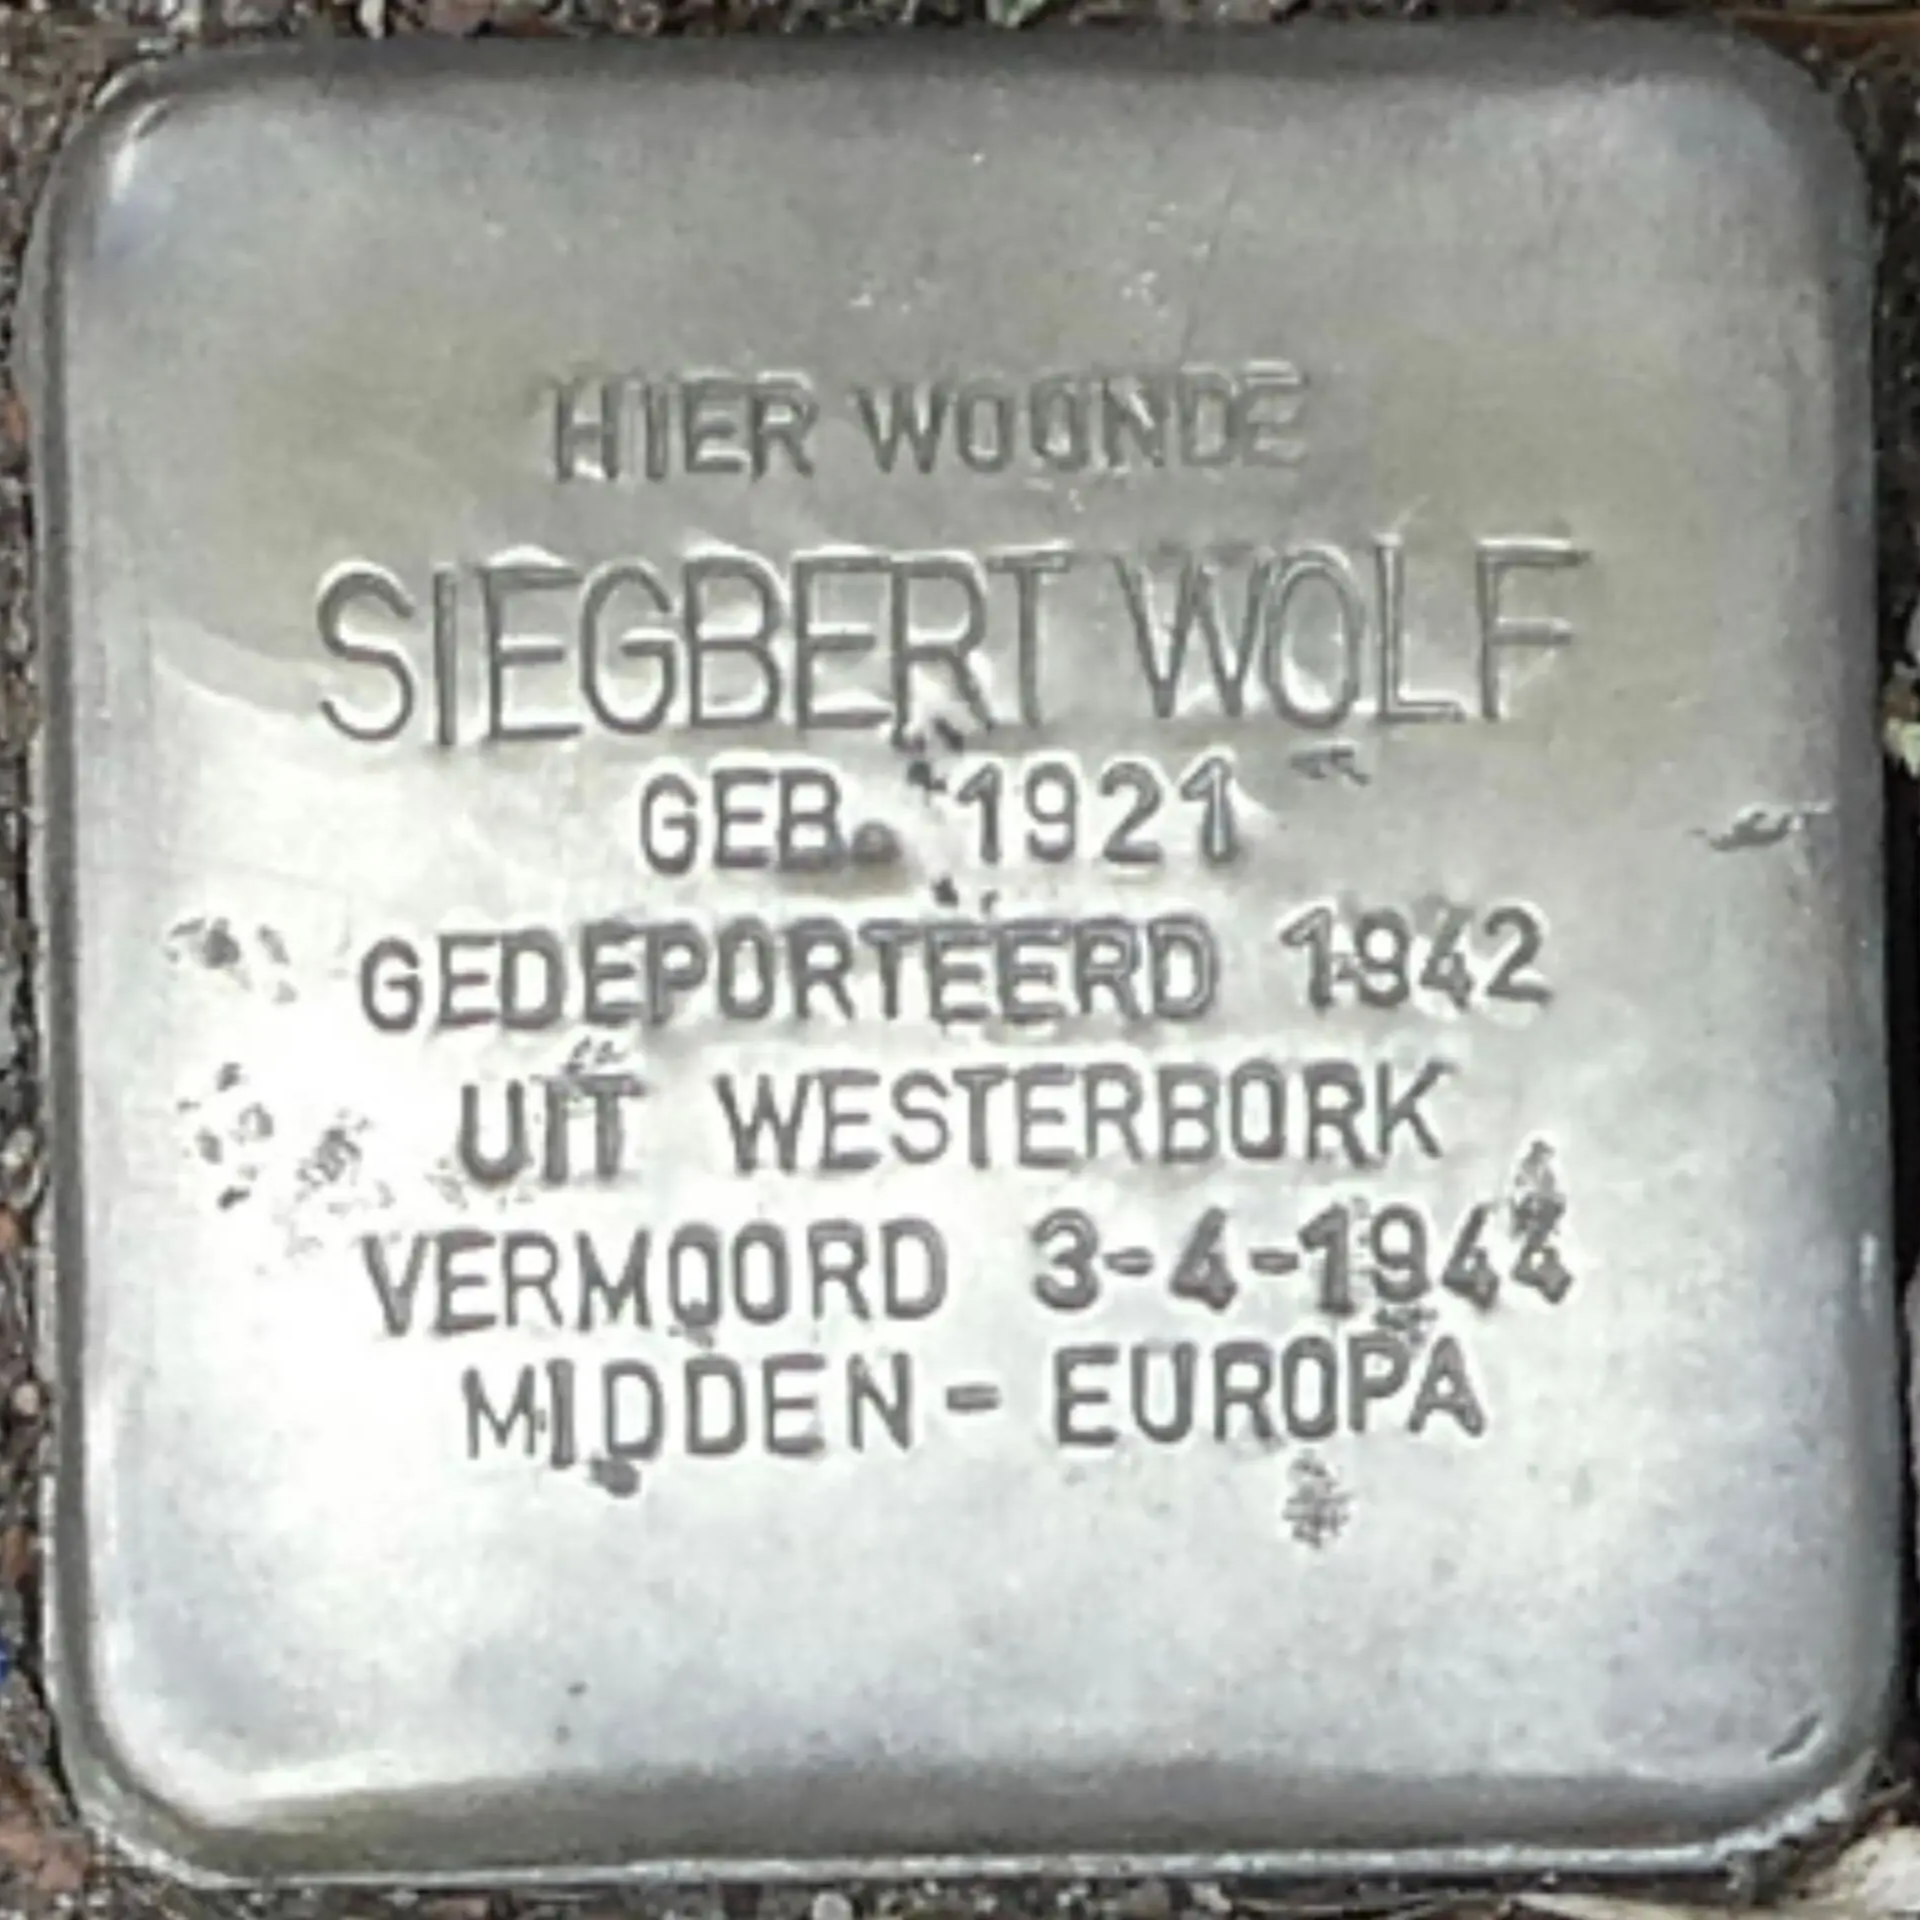 HIER WOONDE
SIEGBERT WOLF
GEB. 1921
GEDEPORTEERD 1942
UIT WESTERBORK
VERMOORD 3-4-1944
MIDDEN - EUROPA